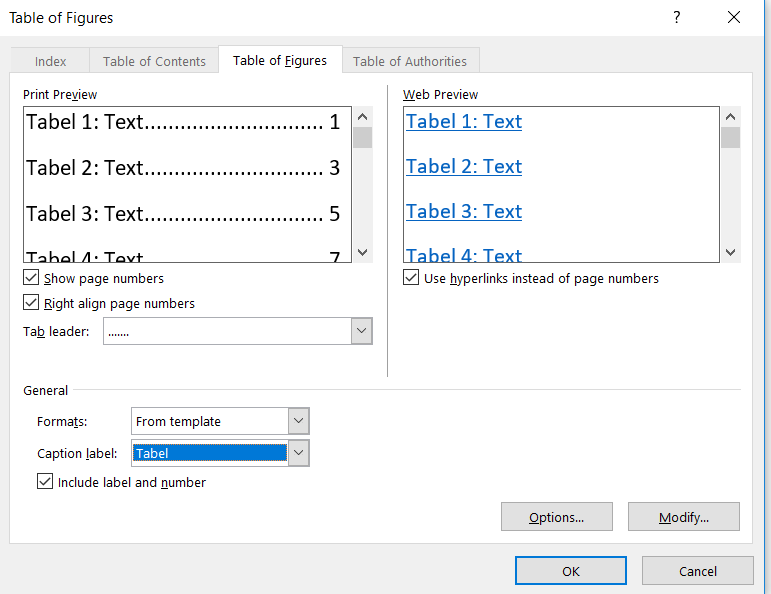 Table of Figures ?
Index Table of Contents Table of Figures Table of Authorities
Print Preview
Tabel 1: Text.............................. 1
Tabel 2: Text.............................. 3
Tabel 3: Text.............................. 5
Tabel 4: Text.............................. 7
Show page numbers
Right align page numbers
Tab leader: .......
Web Preview
Tabel 1: Text
Tabel 2: Text
Tabel 3: Text
Tabel 4: Text
Use hyperlinks instead of page numbers
General
Formats: From template
Caption label: Tabel
Include label and number
Options... Modify...
OK Cancel